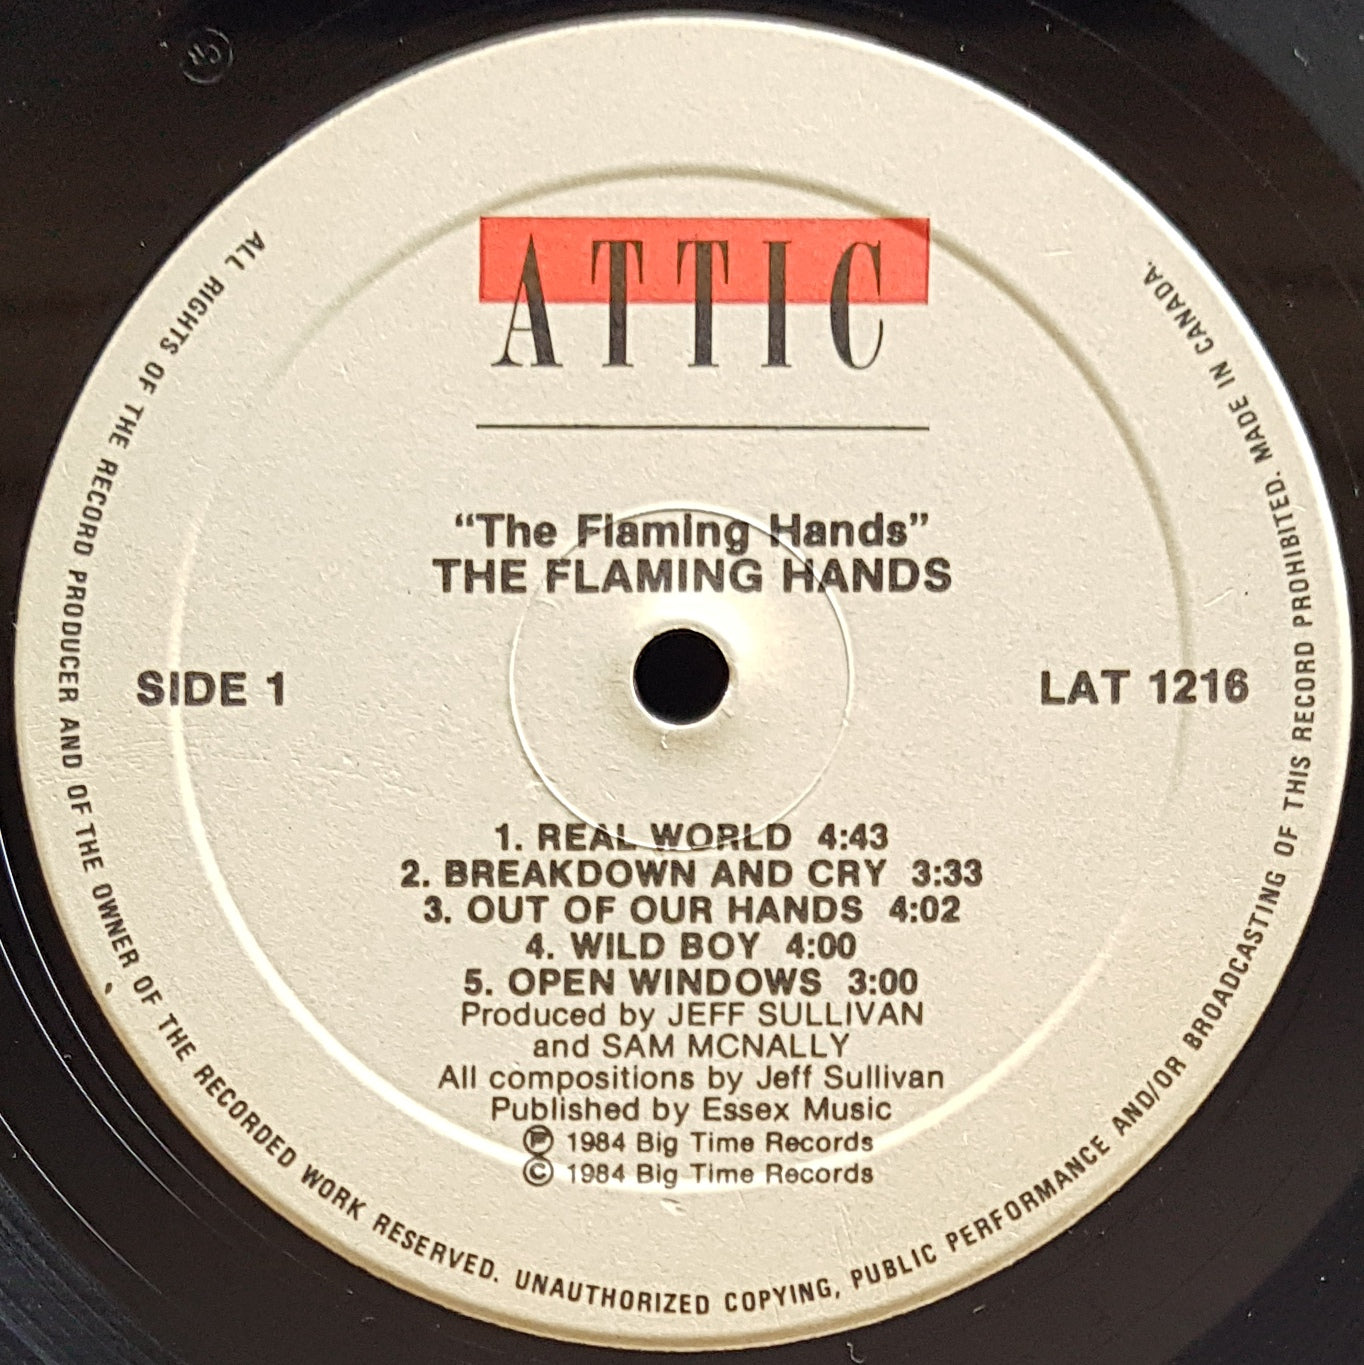 ATTIC
“The Flaming Hands”
THE FLAMING HANDS
SIDE 1
LAT 1216
1. REAL WORLD 4:43
2. BREAKDOWN AND CRY 3:33
3. OUT OF OUR HANDS 4:02
4. WILD BOY 4:00
5. OPEN WINDOWS 3:00
Produced by JEFF SULLIVAN
and SAM MCNALLY
All compositions by Jeff Sullivan
Published by Essex Music
Ⓟ 1984 Big Time Records
© 1984 Big Time Records
ALL RIGHTS OF THE RECORD PRODUCER AND OF THE OWNER OF THE RECORDED WORK RESERVED. UNAUTHORIZED COPYING, PUBLIC PERFORMANCE AND/OR BROADCASTING OF THIS RECORD PROHIBITED. MADE IN CANADA.